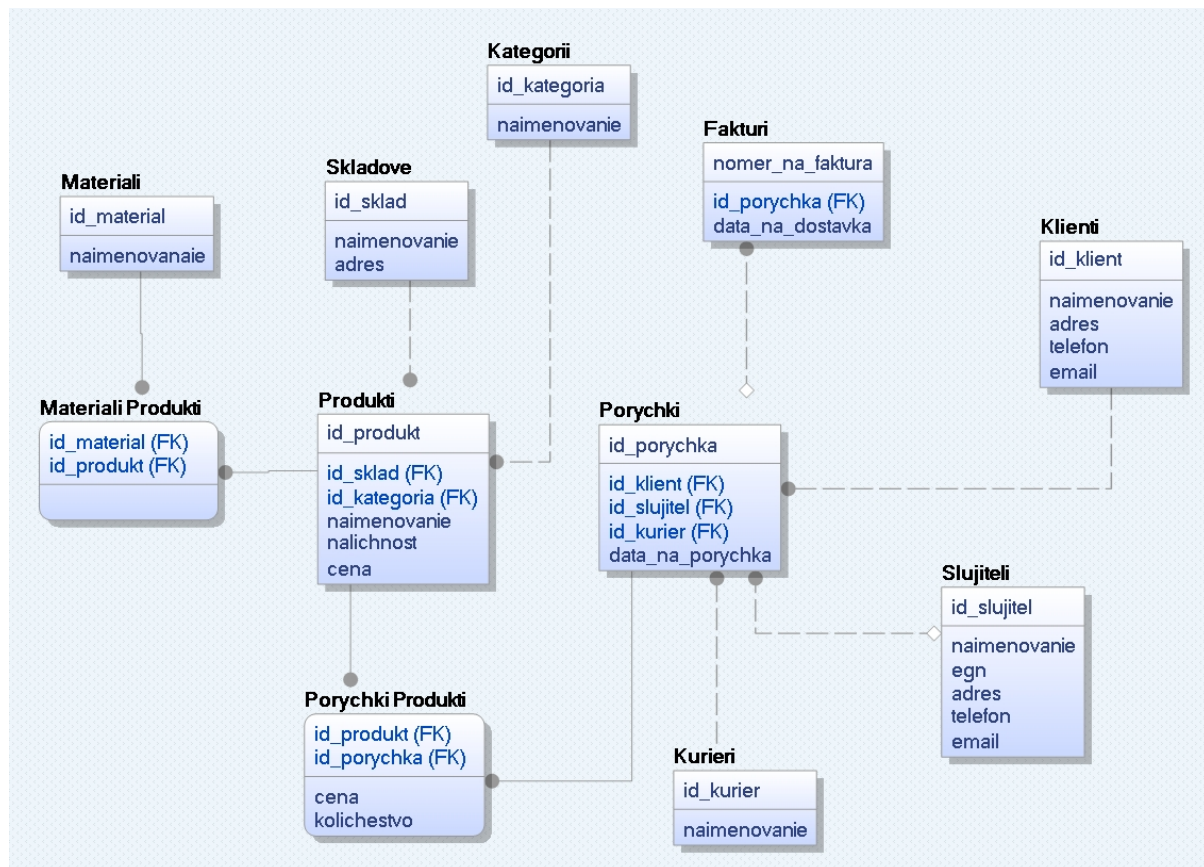 Kategorii
id_kategoria
naimenovanie
Fakturi
nomer_na_faktura
id_porychka (FK)
data_na_dostavka
Skladove
id_sklad
naimenovanie
adres
Materiali
id_material
naimenovanaie
Klienti
id_klient
naimenovanie
adres
telefon
email
Materiali Produkti
id_material (FK)
id_produkt (FK)
Produkti
id_produkt
id_sklad (FK)
id_kategoria (FK)
naimenovanie
nalichnost
cena
Porychki
id_porychka
id_klient (FK)
id_slujitel (FK)
id_kurier (FK)
data_na_porychka
Slujiteli
id_slujitel
naimenovanie
egn
adres
telefon
email
Porychki Produkti
id_produkt (FK)
id_porychka (FK)
cena
kolichestvo
Kurieri
id_kurier
naimenovanie